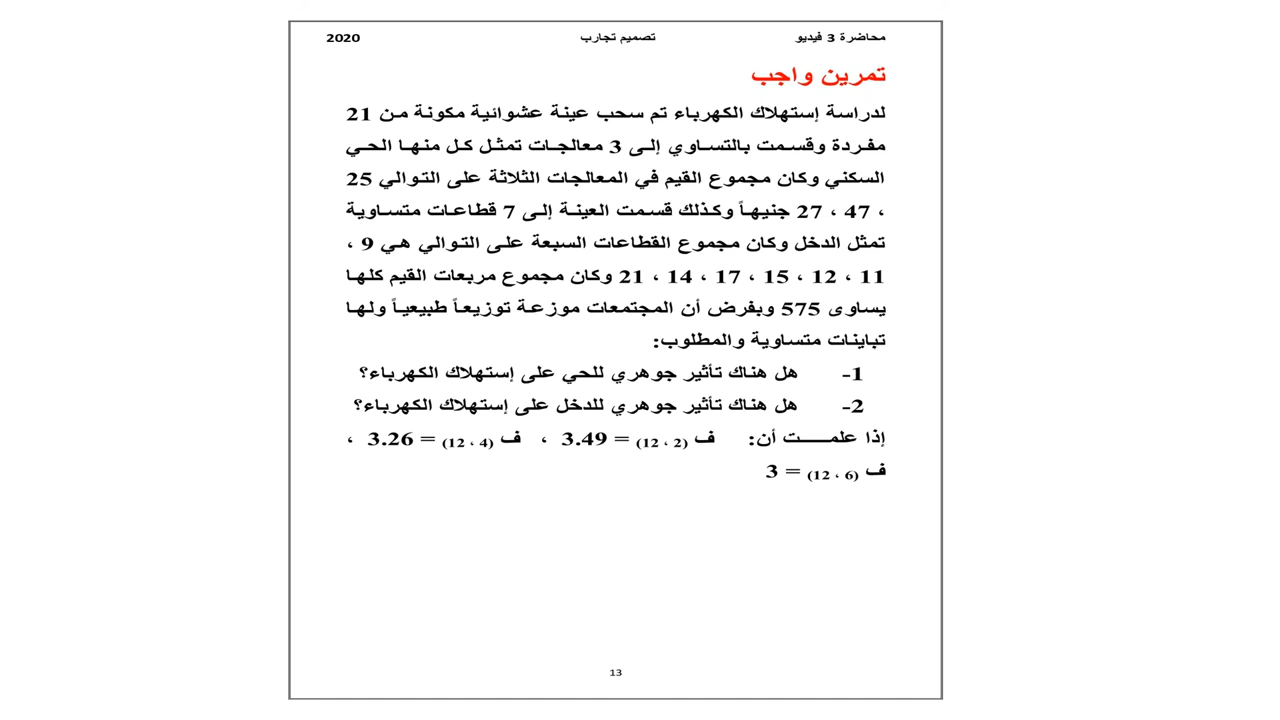 محاضرة 3 فيديو تصميم تجارب 2020
تمرين واجب
لدراسة إستهلاك الكهرباء تم سحب عينة عشوائية مكونة من 21
مفردة وقسمت بالتساوي إلى 3 معالجات تمثل كل منها الحي
السكني وكان مجموع القيم في المعالجات الثلاثة على التوالي 25
، 47 ، 27 جنيهاً وكذلك قسمت العينة إلى 7 قطاعات متساوية
تمثل الدخل وكان مجموع القطاعات السبعة على التوالي هي 9 ،
11 ، 12 ، 15 ، 17 ، 14 ، 21 وكان مجموع مربعات القيم كلها
يساوى 575 وبفرض أن المجتمعات موزعة توزيعاً طبيعياً ولها
تباينات متساوية والمطلوب:
1- هل هناك تأثير جوهري للحي على إستهلاك الكهرباء؟
2- هل هناك تأثير جوهري للدخل على إستهلاك الكهرباء؟
إذا علمــــت أن: ف (2 ، 12) = 3.49 ، ف (4 ، 12) = 3.26 ،
ف (6 ، 12) = 3
13